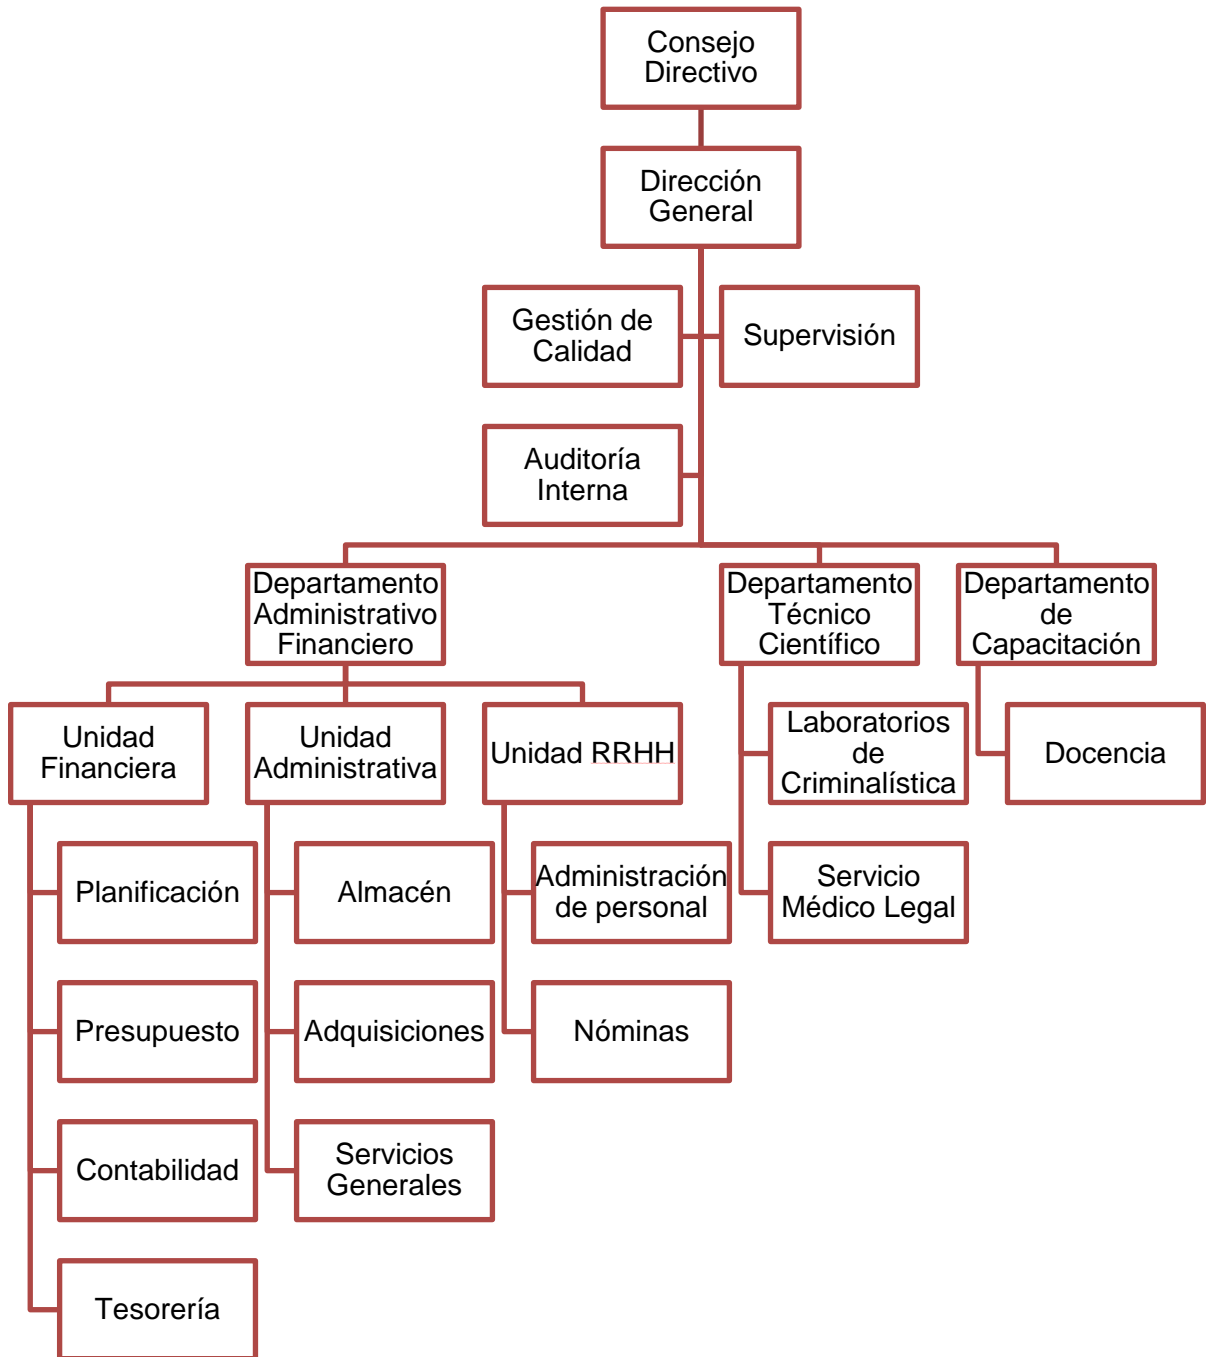 Consejo
Directivo
Dirección
General
Gestión de
Calidad
Supervisión
Auditoría
Interna
Departamento
Administrativo
Financiero
Departamento
Técnico
Científico
Departamento
de
Capacitación
Unidad
Financiera
Unidad
Administrativa
Unidad RRHH
Laboratorios
de
Criminalística
Docencia
Planificación
Almacén
Administración
de personal
Servicio
Médico Legal
Presupuesto
Adquisiciones
Nóminas
Contabilidad
Servicios
Generales
Tesorería